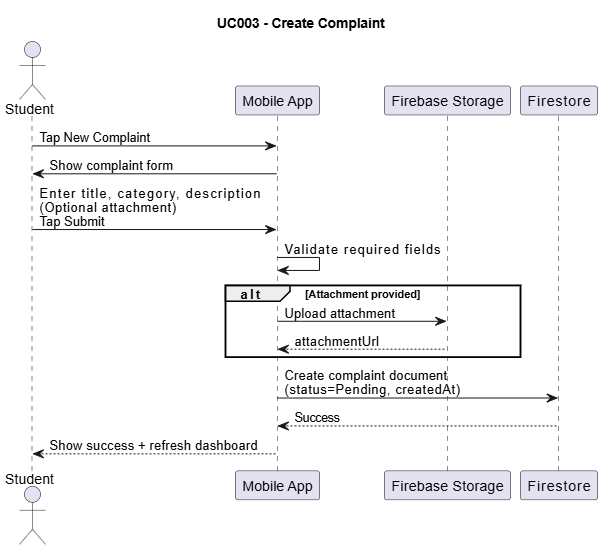 UC003 - Create Complaint
Student
Mobile App
Firebase Storage
Firestore
Tap New Complaint
Show complaint form
Enter title, category, description
(Optional attachment)
Tap Submit
Validate required fields
alt
[Attachment provided]
Upload attachment
attachmentUrl
Create complaint document
(status=Pending, createdAt)
Success
Show success + refresh dashboard
Student
Mobile App
Firebase Storage
Firestore